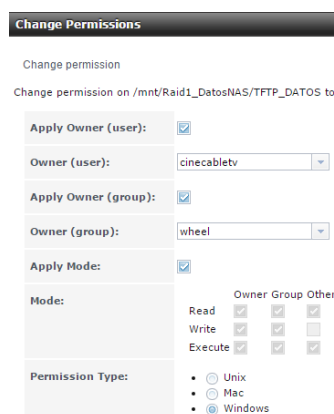 Change Permissions
Change permission
Change permission on /mnt/Raid1_DatosNAS/TFTP_DATOS to
Apply Owner (user):
Owner (user): cinecabletv
Apply Owner (group):
Owner (group): wheel
Apply Mode:
Mode: Owner Group Other
Read
Write
Execute
Permission Type: Unix
Mac
Windows